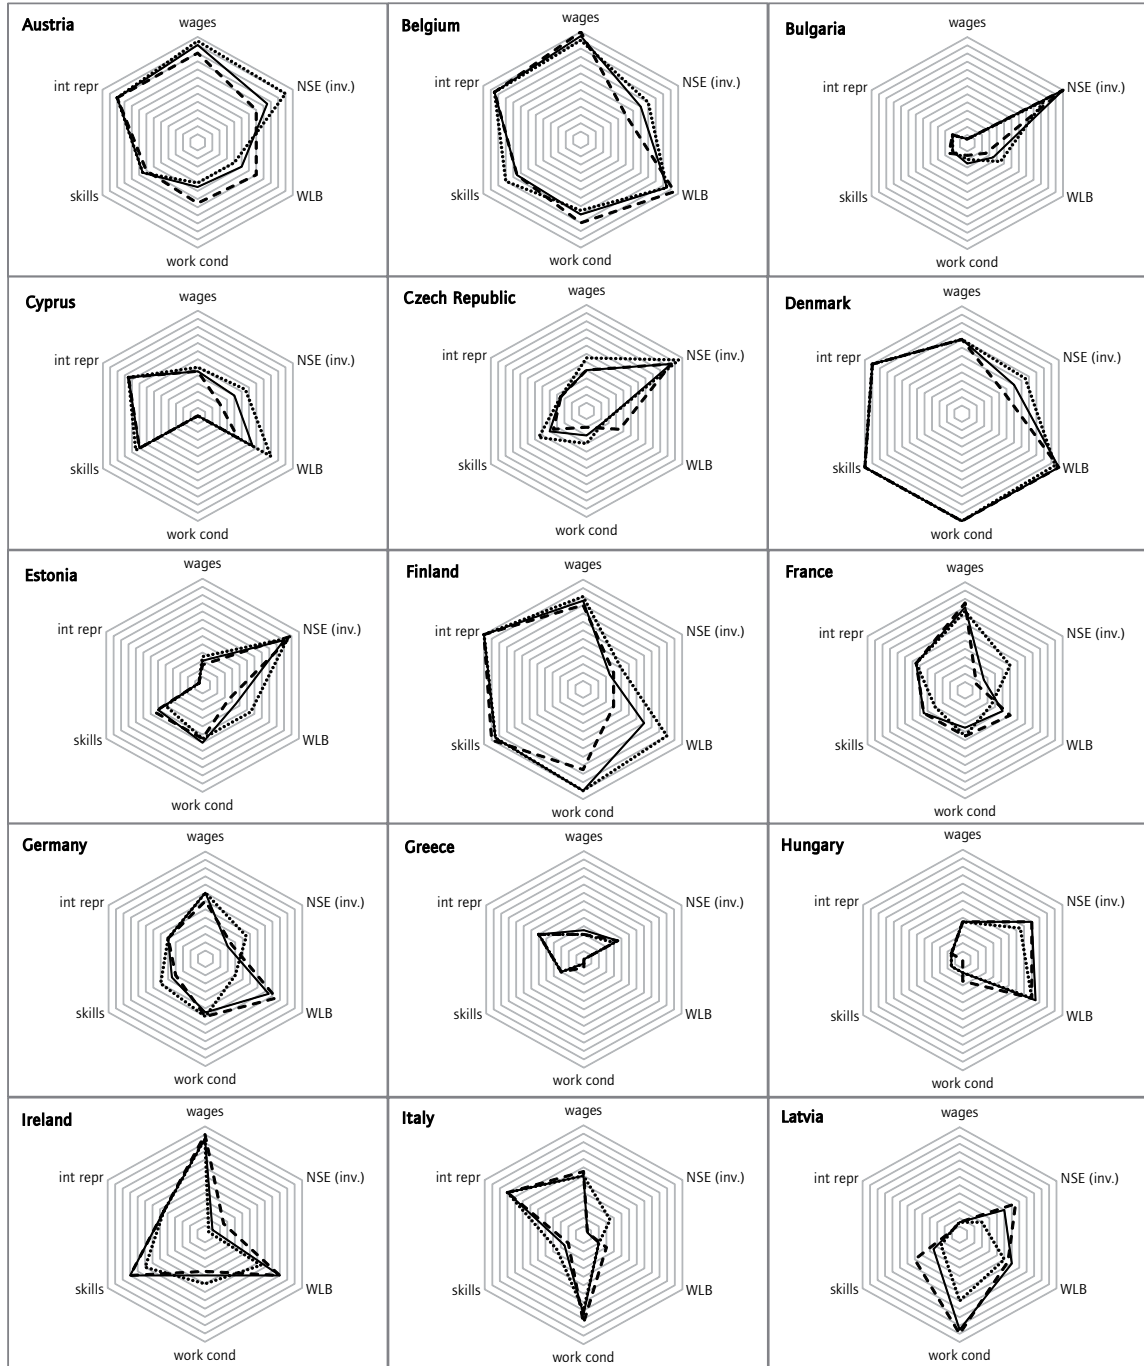 Austria
wages
int repr
NSE (inv.)
skills
WLB
work cond
Belgium
wages
int repr
NSE (inv.)
skills
WLB
work cond
Bulgaria
wages
int repr
NSE (inv.)
skills
WLB
work cond
Cyprus
wages
int repr
NSE (inv.)
skills
WLB
work cond
Czech Republic
wages
int repr
NSE (inv.)
skills
WLB
work cond
Denmark
wages
int repr
NSE (inv.)
skills
WLB
work cond
Estonia
wages
int repr
NSE (inv.)
skills
WLB
work cond
Finland
wages
int repr
NSE (inv.)
skills
WLB
work cond
France
wages
int repr
NSE (inv.)
skills
WLB
work cond
Germany
wages
int repr
NSE (inv.)
skills
WLB
work cond
Greece
wages
int repr
NSE (inv.)
skills
WLB
work cond
Hungary
wages
int repr
NSE (inv.)
skills
WLB
work cond
Ireland
wages
int repr
NSE (inv.)
skills
WLB
work cond
Italy
wages
int repr
NSE (inv.)
skills
WLB
work cond
Latvia
wages
int repr
NSE (inv.)
skills
WLB
work cond